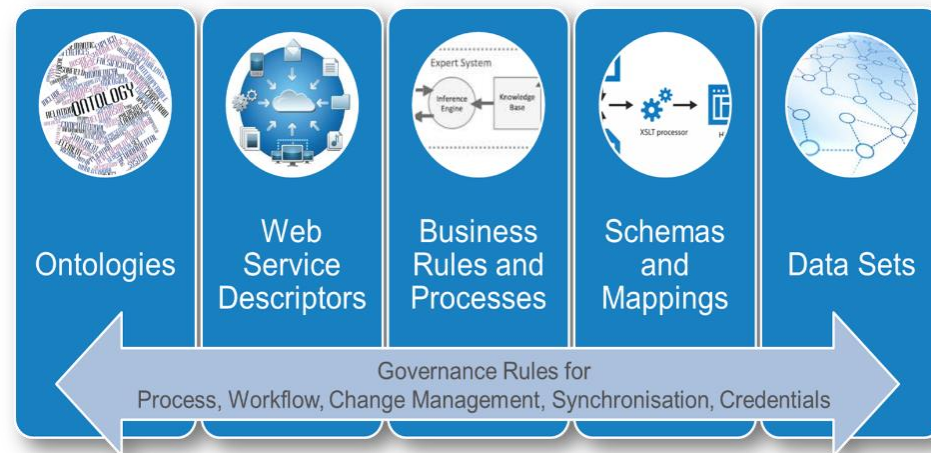 ONTOLOGY
Expert System
Inference
Engine
Knowledge
Base
XSLT processor
H
Ontologies
Web
Service
Descriptors
Business
Rules and
Processes
Schemas
and
Mappings
Data Sets
Governance Rules for
Process, Workflow, Change Management, Synchronisation, Credentials